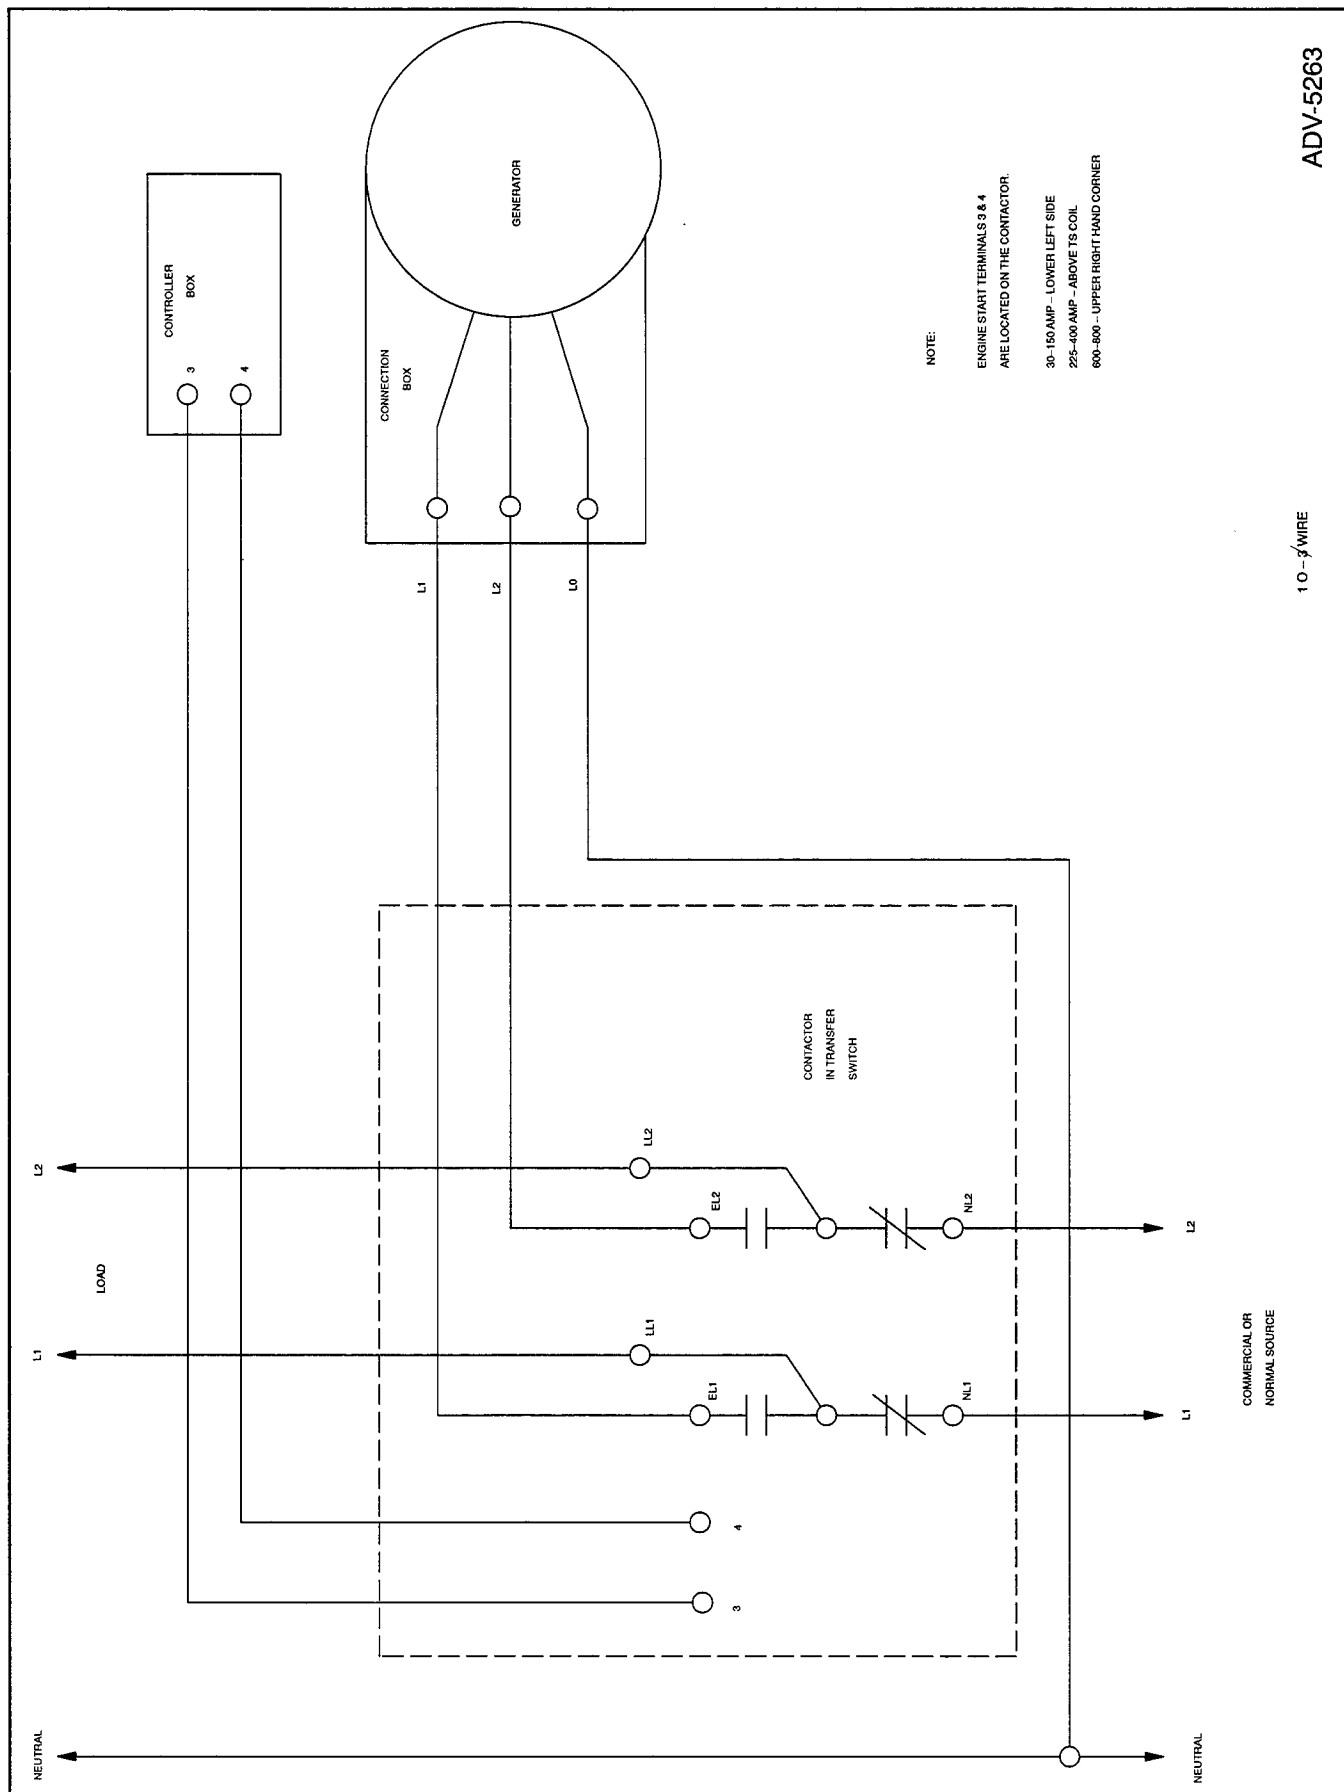 NEUTRAL
L1
LOAD
L2
CONTROLLER
BOX
3
4
CONNECTION
BOX
GENERATOR
L1
L2
L0
3
4
EL1
LL1
NL1
EL2
LL2
NL2
CONTACTOR
IN TRANSFER
SWITCH
NOTE:
ENGINE START TERMINALS 3 & 4
ARE LOCATED ON THE CONTACTOR.
30-150 AMP – LOWER LEFT SIDE
225-400 AMP – ABOVE TS COIL
600-800 – UPPER RIGHT HAND CORNER
NEUTRAL
L1
L2
COMMERCIAL OR
NORMAL SOURCE
1 O – 3 WIRE
ADV-5263